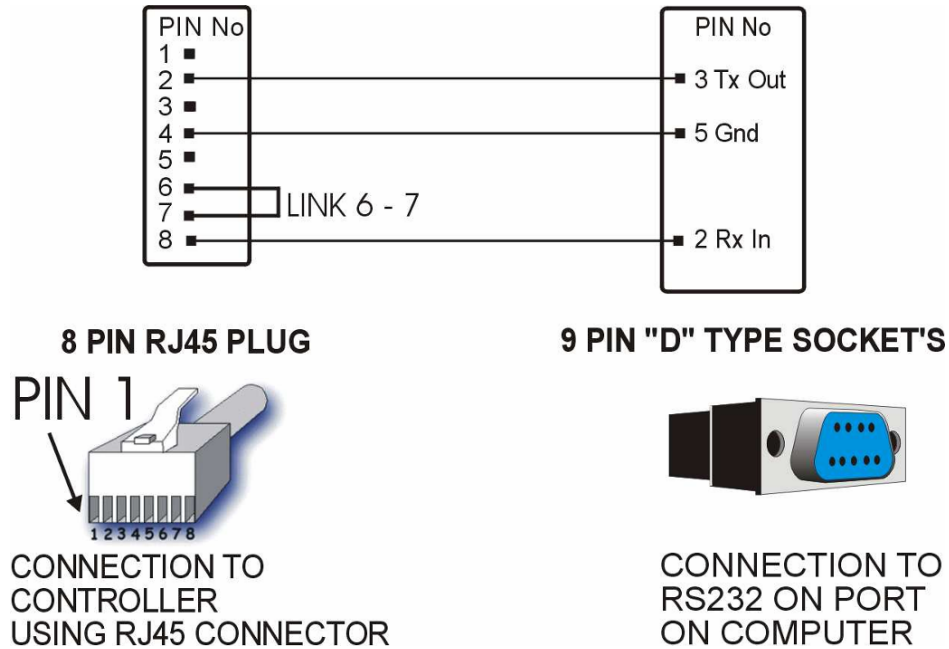 PIN No
1
2
3
4
5
6
7
8
LINK 6 - 7
PIN No
3 Tx Out
5 Gnd
2 Rx In
8 PIN RJ45 PLUG
9 PIN "D" TYPE SOCKET'S
PIN 1
12345678
CONNECTION TO
CONTROLLER
USING RJ45 CONNECTOR
CONNECTION TO
RS232 ON PORT
ON COMPUTER